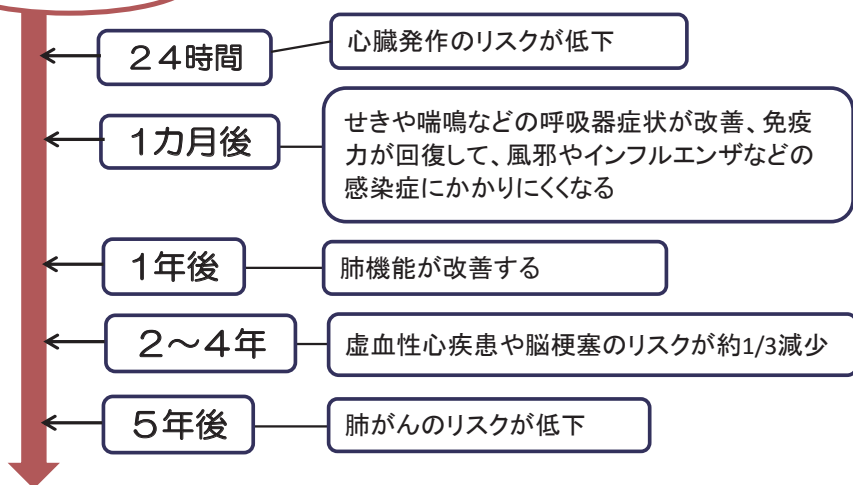 24時間
心臓発作のリスクが低下
1カ月後
せきや喘鳴などの呼吸器症状が改善、免疫
力が回復して、風邪やインフルエンザなどの
感染症にかかりにくくなる
1年後
肺機能が改善する
2～4年
虚血性心疾患や脳梗塞のリスクが約1/3減少
5年後
肺がんのリスクが低下